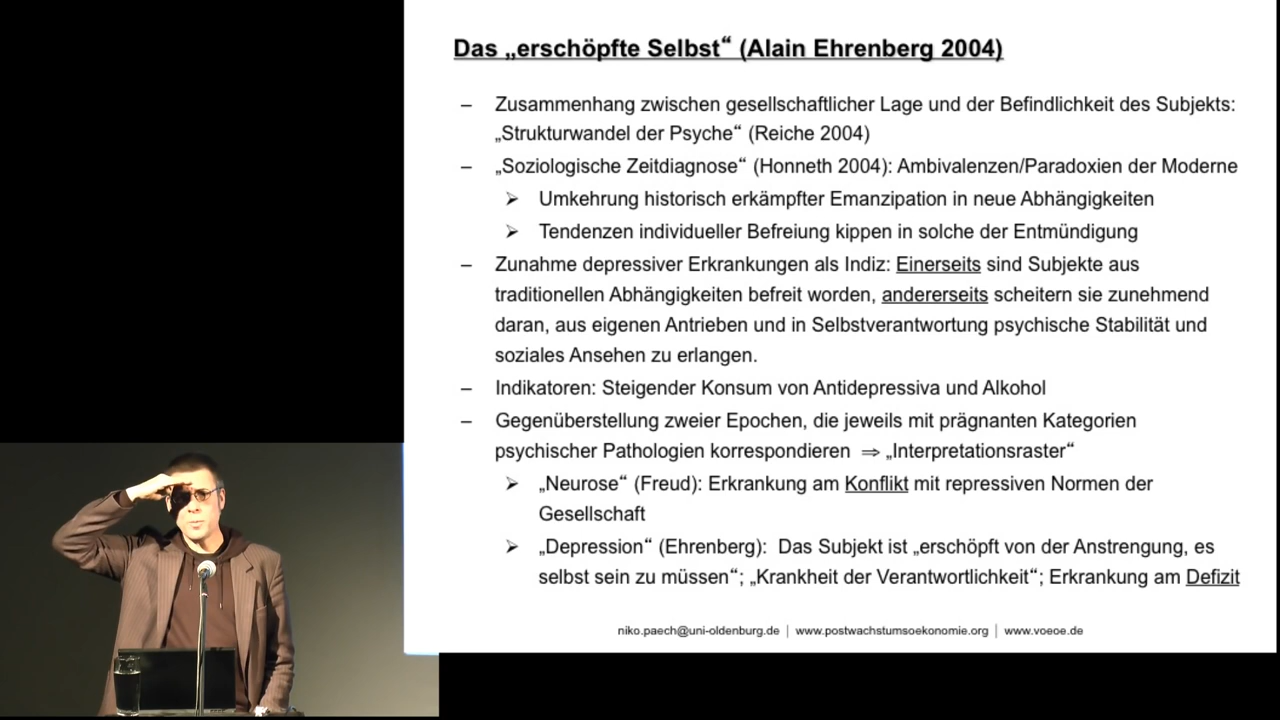 Das „erschöpfte Selbst“ (Alain Ehrenberg 2004)
– Zusammenhang zwischen gesellschaftlicher Lage und der Befindlichkeit des Subjekts:
„Strukturwandel der Psyche“ (Reiche 2004)
– „Soziologische Zeitdiagnose“ (Honneth 2004): Ambivalenzen/Paradoxien der Moderne
➢ Umkehrung historisch erkämpfter Emanzipation in neue Abhängigkeiten
➢ Tendenzen individueller Befreiung kippen in solche der Entmündigung
– Zunahme depressiver Erkrankungen als Indiz: Einerseits sind Subjekte aus
traditionellen Abhängigkeiten befreit worden, andererseits scheitern sie zunehmend
daran, aus eigenen Antrieben und in Selbstverantwortung psychische Stabilität und
soziales Ansehen zu erlangen.
– Indikatoren: Steigender Konsum von Antidepressiva und Alkohol
– Gegenüberstellung zweier Epochen, die jeweils mit prägnanten Kategorien
psychischer Pathologien korrespondieren ⇒ „Interpretationsraster“
➢ „Neurose“ (Freud): Erkrankung am Konflikt mit repressiven Normen der
Gesellschaft
➢ „Depression“ (Ehrenberg): Das Subjekt ist „erschöpft von der Anstrengung, es
selbst sein zu müssen“; „Krankheit der Verantwortlichkeit“; Erkrankung am Defizit
niko.paech@uni-oldenburg.de | www.postwachstumsoekonomie.org | www.voeoe.de